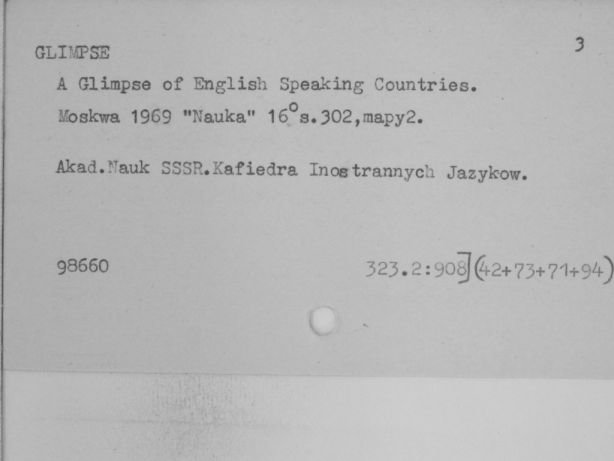 3
GLIMPSE
A Glimpse of English Speaking Countries.
Moskwa 1969 "Nauka" 16°s.302,mapy2.
Akad.Nauk SSSR.Kafiedra Inostrannych Jazykow.
98660 323.2:908](42+73+71+94)